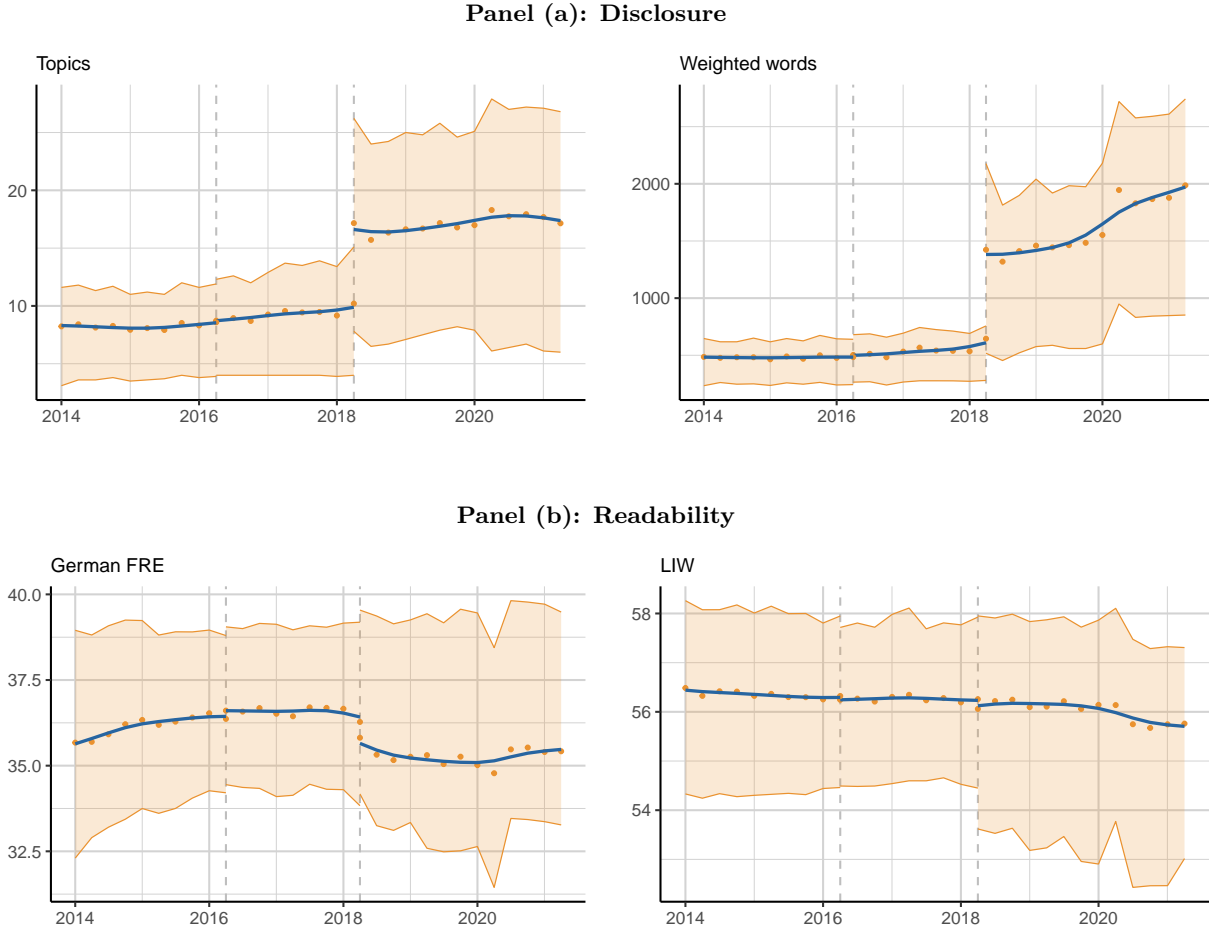 Panel (a): Disclosure
Topics
20
10
2014 2016 2018 2020
Weighted words
2000
1000
2014 2016 2018 2020
Panel (b): Readability
German FRE
40.0
37.5
35.0
32.5
2014 2016 2018 2020
LIW
58
56
54
2014 2016 2018 2020